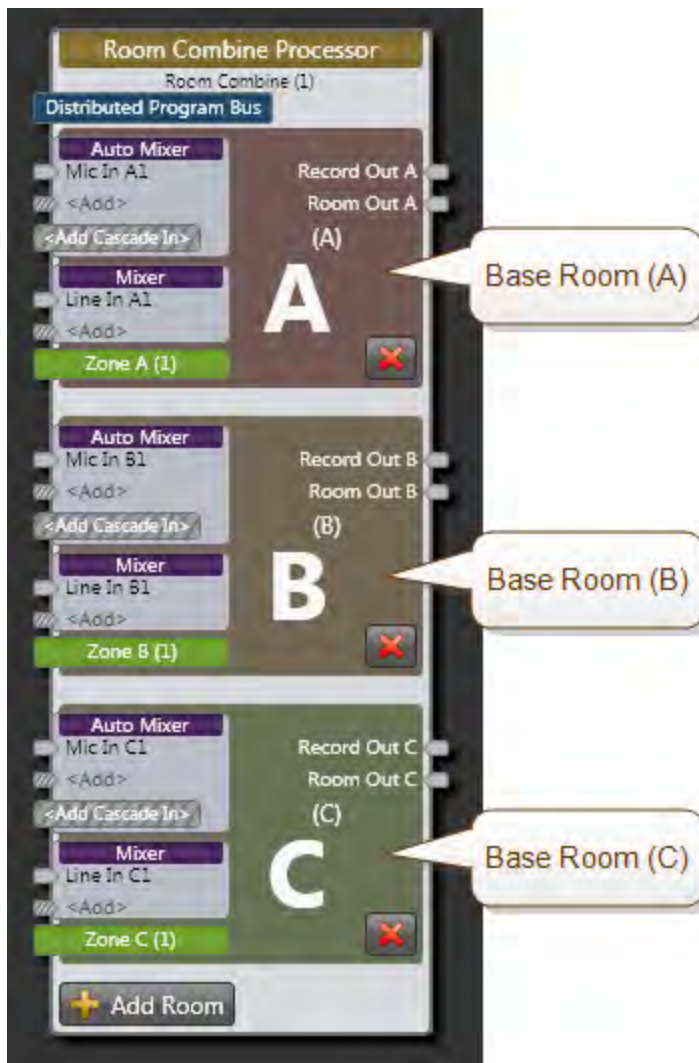 Room Combine Processor
Room Combine (1)
Distributed Program Bus
Auto Mixer
Mic In A1
Record Out A
<Add>
Room Out A
<Add Cascade In>
(A)
Mixer
Line In A1
A
<Add>
Zone A (1)
Base Room (A)
Auto Mixer
Mic In B1
Record Out B
<Add>
Room Out B
<Add Cascade In>
(B)
Mixer
Line In B1
B
<Add>
Zone B (1)
Base Room (B)
Auto Mixer
Mic In C1
Record Out C
<Add>
Room Out C
<Add Cascade In>
(C)
Mixer
Line In C1
C
<Add>
Zone C (1)
Base Room (C)
Add Room